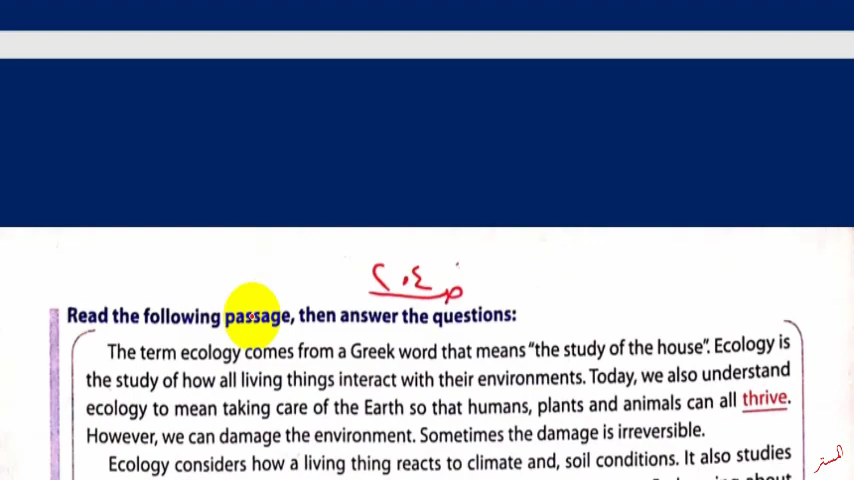 ص ٢٠٤
Read the following passage, then answer the questions:
The term ecology comes from a Greek word that means "the study of the house". Ecology is
the study of how all living things interact with their environments. Today, we also understand
ecology to mean taking care of the Earth so that humans, plants and animals can all thrive.
However, we can damage the environment. Sometimes the damage is irreversible.
Ecology considers how a living thing reacts to climate and, soil conditions. It also studies
about
المستر